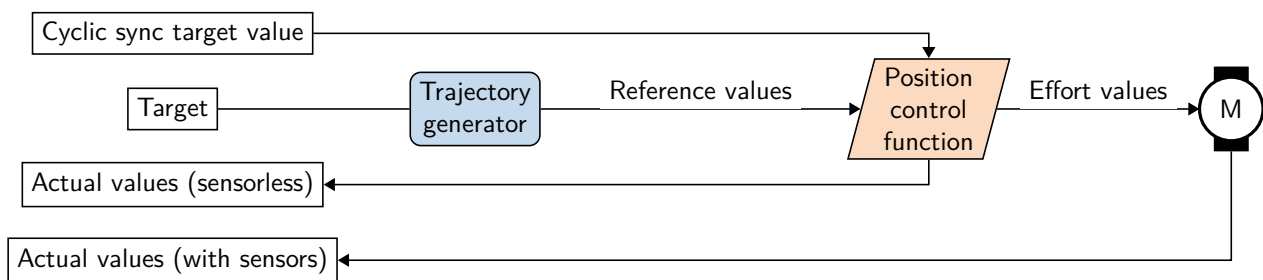 Cyclic sync target value
Target
Trajectory
generator
Reference values
Position
control
function
Effort values
M
Actual values (sensorless)
Actual values (with sensors)